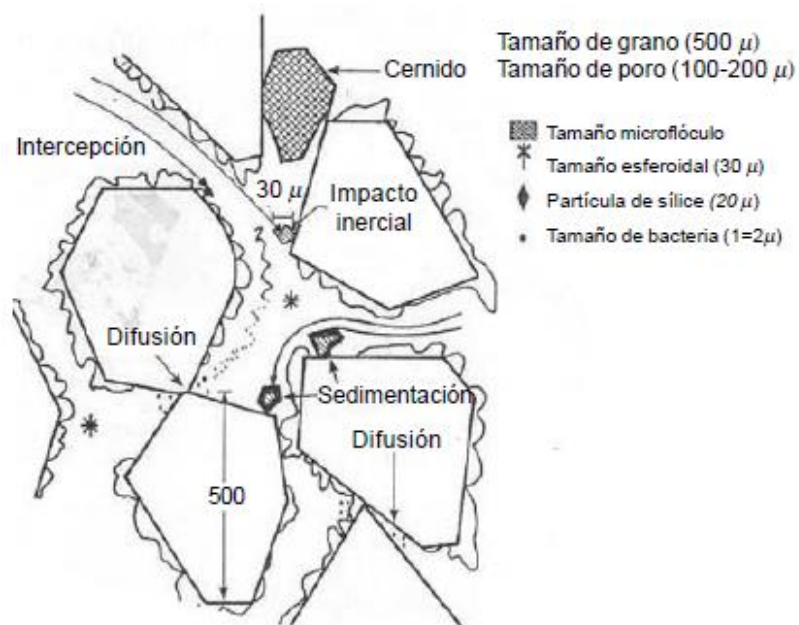 Cernido
Tamaño de grano (500 μ)
Tamaño de poro (100-200 μ)
Tamaño microflóculo
Tamaño esferoidal (30 μ)
Partícula de sílice (20 μ)
Tamaño de bacteria (1=2μ)
Intercepción
30 μ
Impacto
inercial
Difusión
Sedimentación
Difusión
500